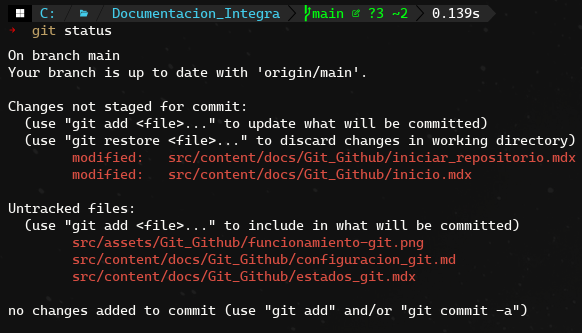 C: Documentacion_Integra main ?3 ~2 0.139s
git status
On branch main
Your branch is up to date with 'origin/main'.
Changes not staged for commit:
(use "git add <file>..." to update what will be committed)
(use "git restore <file>..." to discard changes in working directory)
modified: src/content/docs/Git_Github/iniciar_repositorio.mdx
modified: src/content/docs/Git_Github/inicio.mdx
Untracked files:
(use "git add <file>..." to include in what will be committed)
src/assets/Git_Github/funcionamiento-git.png
src/content/docs/Git_Github/configuracion_git.md
src/content/docs/Git_Github/estados_git.mdx
no changes added to commit (use "git add" and/or "git commit -a")